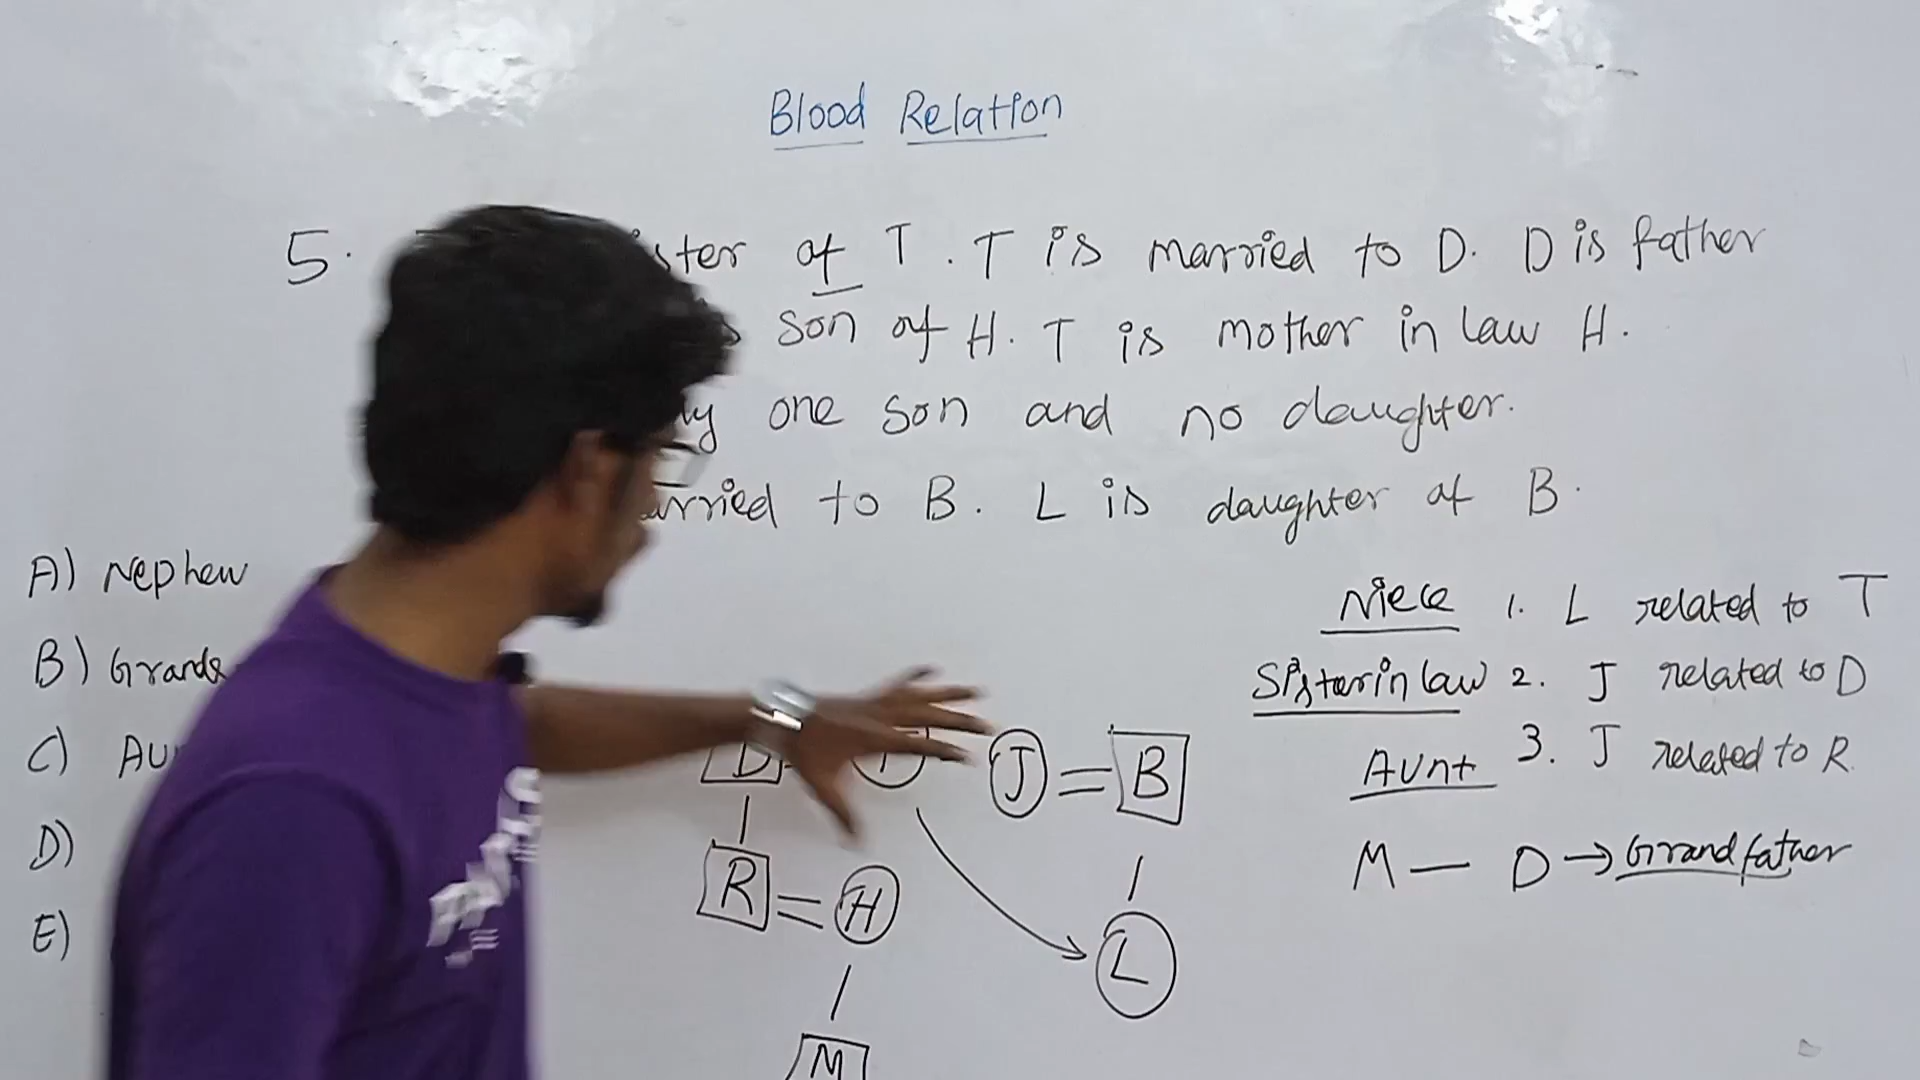 Blood Relation
5. ster of T. T is married to D. D is father
son of H. T is mother in law H.
one son and no daughter.
married to B. L is daughter of B.
A) Nephew
B) Grands
C) Au
D)
E)
Niece 1. L related to T
Sister in law 2. J related to D
Aunt 3. J related to R.
M — D → Grandfather
D T J = B
R = H
L
M